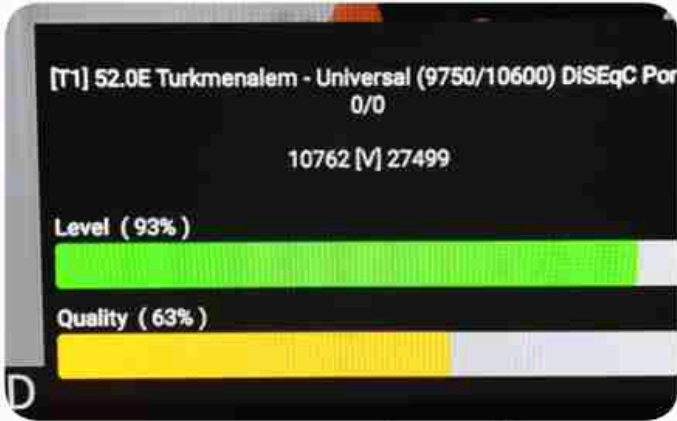 [T1] 52.0E Turkmenalem - Universal (9750/10600) DiSEqC Por
0/0
10762 [V] 27499
Level ( 93% )
Quality ( 63% )
D